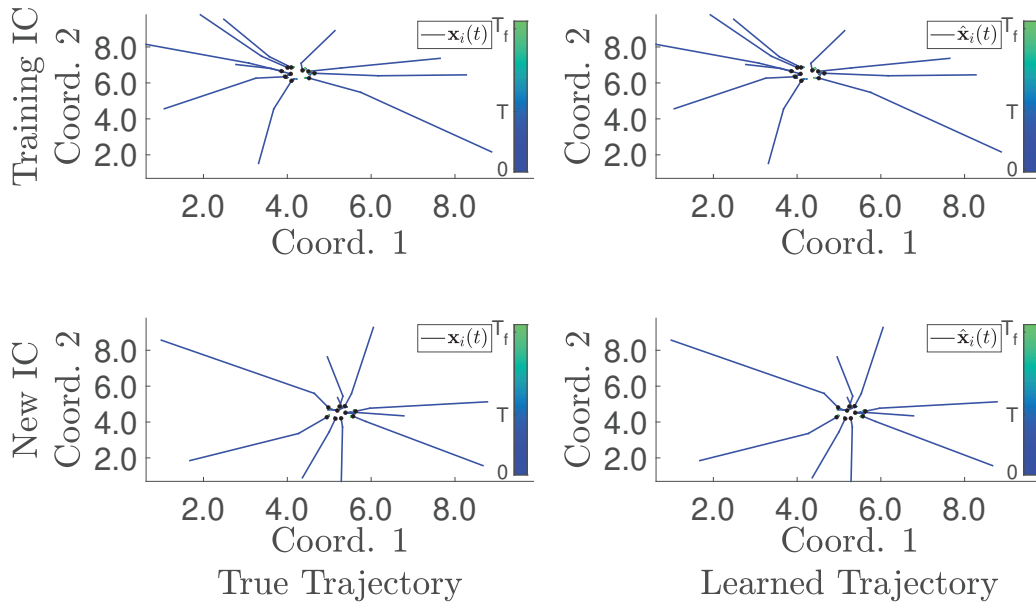 Training IC
Coord. 2
8.0
6.0
4.0
2.0
2.0 4.0 6.0 8.0
Coord. 1
x_i(t)
T_f
T
0
Coord. 2
8.0
6.0
4.0
2.0
2.0 4.0 6.0 8.0
Coord. 1
x̂_i(t)
T_f
T
0
New IC
Coord. 2
8.0
6.0
4.0
2.0
2.0 4.0 6.0 8.0
Coord. 1
x_i(t)
T_f
T
0
Coord. 2
8.0
6.0
4.0
2.0
2.0 4.0 6.0 8.0
Coord. 1
x̂_i(t)
T_f
T
0
True Trajectory
Learned Trajectory